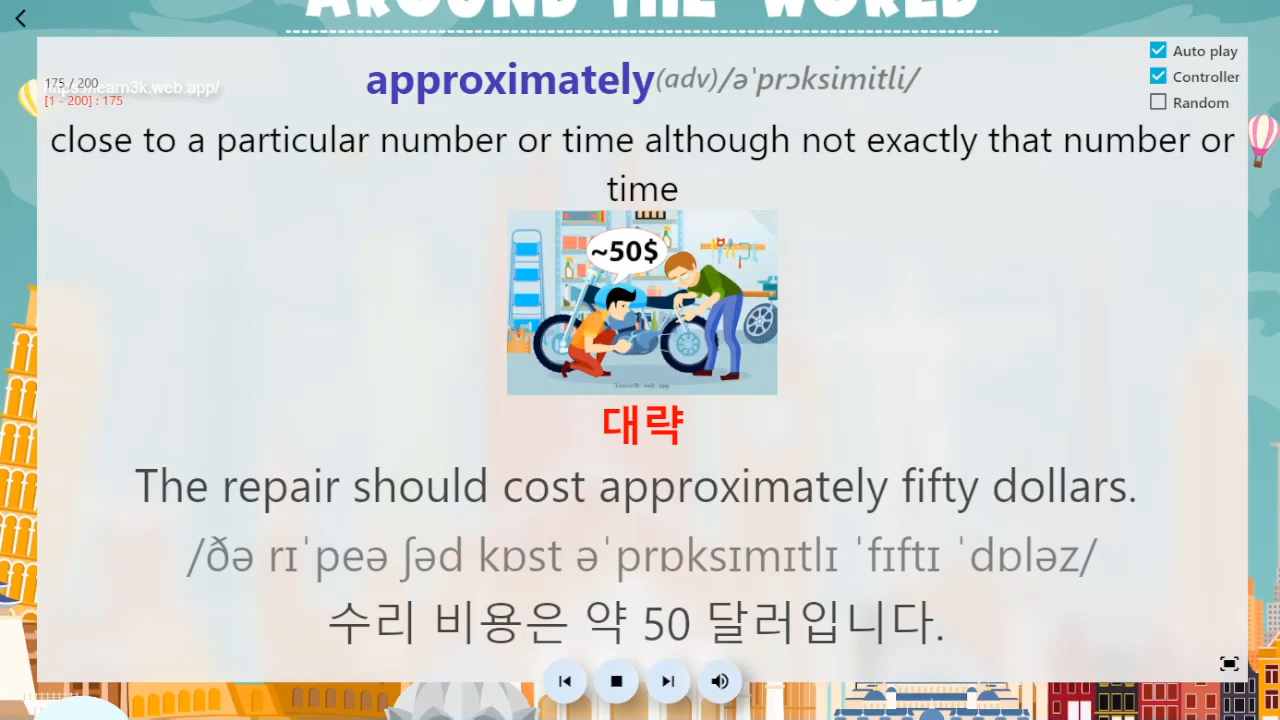 AROUND THE WORLD
175 / 200
https://learn3k.web.app/
[1 - 200] : 175
approximately(adv)/ə'prɔksimitli/
Auto play
Controller
Random
close to a particular number or time although not exactly that number or
time
~50$
대략
The repair should cost approximately fifty dollars.
/ðə rɪˈpeə ʃəd kɒst əˈprɒksɪmɪtlɪ ˈfɪftɪ ˈdɒləz/
수리 비용은 약 50 달러입니다.